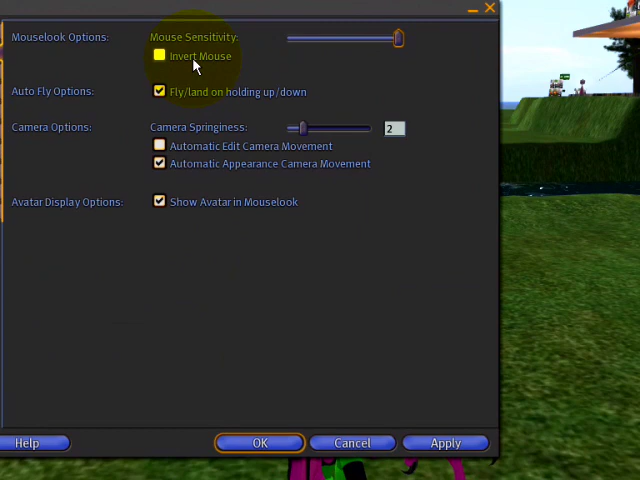 Mouselook Options: Mouse Sensitivity:
Invert Mouse
Auto Fly Options: Fly/land on holding up/down
Camera Options: Camera Springiness: 2
Automatic Edit Camera Movement
Automatic Appearance Camera Movement
Avatar Display Options: Show Avatar in Mouselook
Help OK Cancel Apply